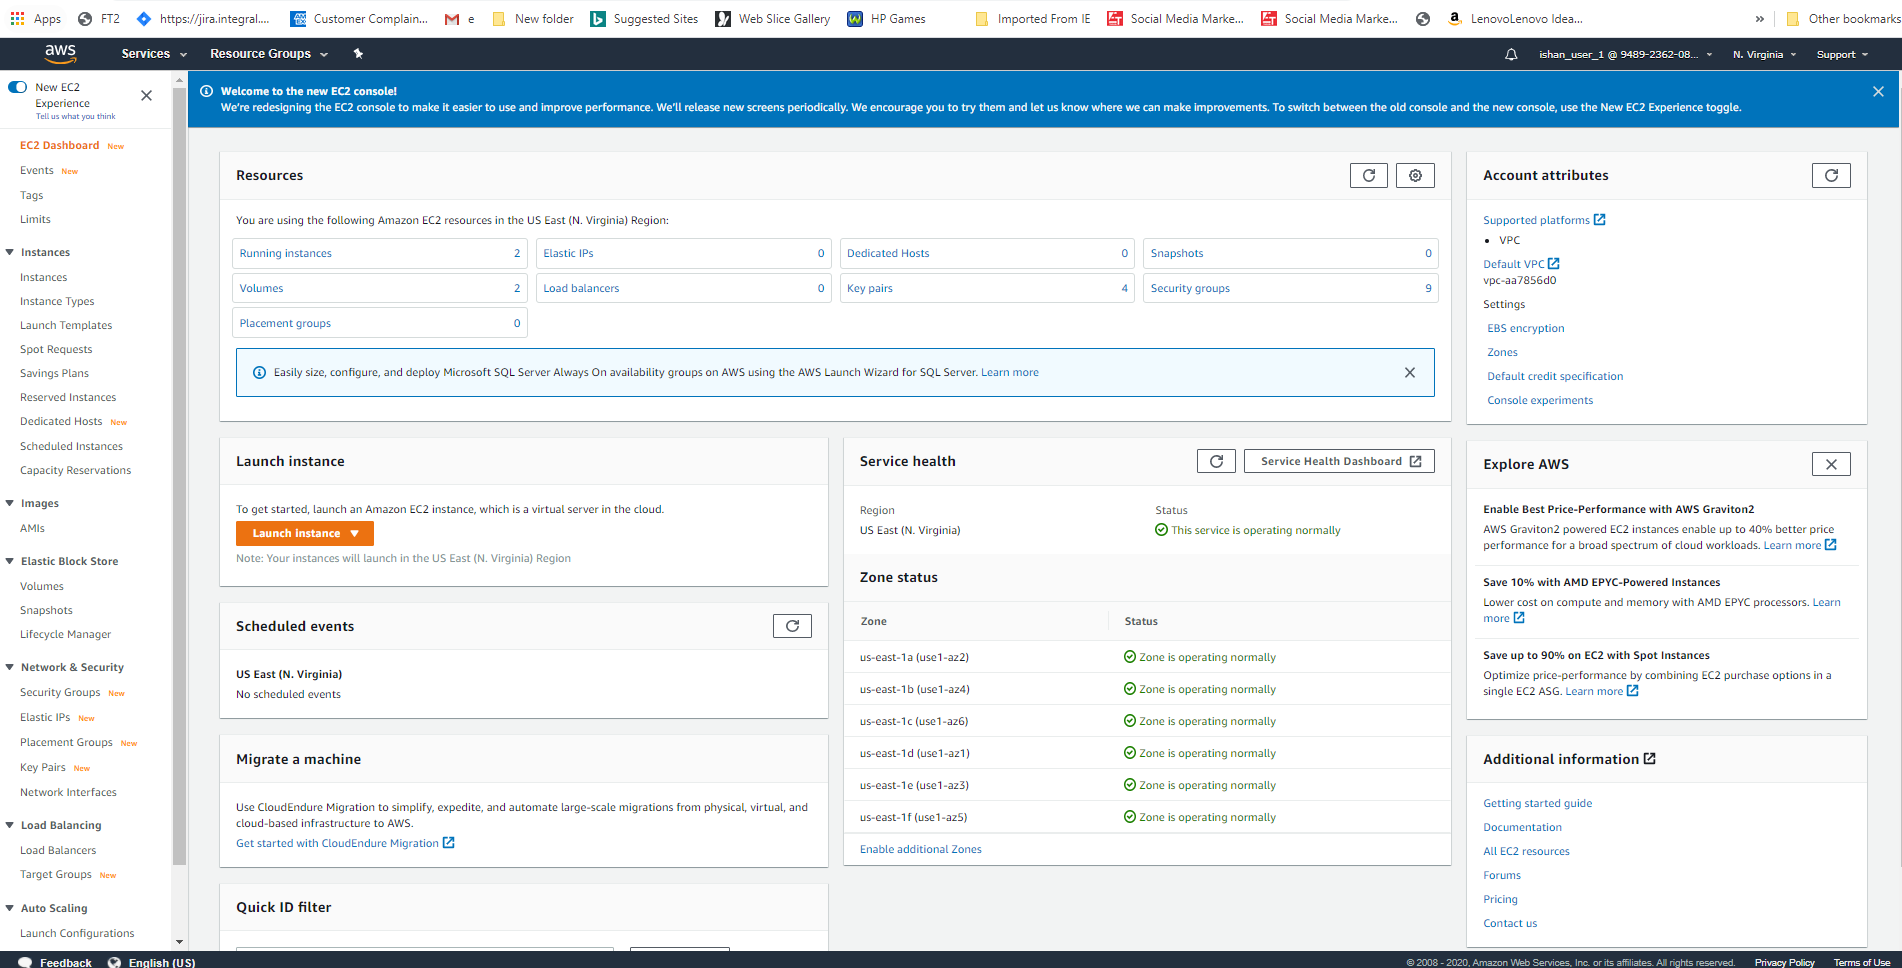 Apps
FT2
https://jira.integral....
Customer Complain...
e
New folder
Suggested Sites
Web Slice Gallery
HP Games
Imported From IE
Social Media Marke...
Social Media Marke...
LenovoLenovo Idea...
»
Other bookmarks
aws
Services
Resource Groups
ishan_user_1 @ 9489-2362-08...
N. Virginia
Support
New EC2
Experience
Tell us what you think
Welcome to the new EC2 console!
We're redesigning the EC2 console to make it easier to use and improve performance. We'll release new screens periodically. We encourage you to try them and let us know where we can make improvements. To switch between the old console and the new console, use the New EC2 Experience toggle.
EC2 Dashboard New
Events New
Tags
Limits
Instances
Instances
Instance Types
Launch Templates
Spot Requests
Savings Plans
Reserved Instances
Dedicated Hosts New
Scheduled Instances
Capacity Reservations
Images
AMIs
Elastic Block Store
Volumes
Snapshots
Lifecycle Manager
Network & Security
Security Groups New
Elastic IPs New
Placement Groups New
Key Pairs New
Network Interfaces
Load Balancing
Load Balancers
Target Groups New
Auto Scaling
Launch Configurations
Resources
You are using the following Amazon EC2 resources in the US East (N. Virginia) Region:
Running instances 2
Elastic IPs 0
Dedicated Hosts 0
Snapshots 0
Volumes 2
Load balancers 0
Key pairs 4
Security groups 9
Placement groups 0
Easily size, configure, and deploy Microsoft SQL Server Always On availability groups on AWS using the AWS Launch Wizard for SQL Server. Learn more
Launch instance
To get started, launch an Amazon EC2 instance, which is a virtual server in the cloud.
Launch instance
Note: Your instances will launch in the US East (N. Virginia) Region
Scheduled events
US East (N. Virginia)
No scheduled events
Migrate a machine
Use CloudEndure Migration to simplify, expedite, and automate large-scale migrations from physical, virtual, and
cloud-based infrastructure to AWS.
Get started with CloudEndure Migration
Quick ID filter
Service health
Service Health Dashboard
Region
US East (N. Virginia)
Status
This service is operating normally
Zone status
Zone Status
us-east-1a (use1-az2) Zone is operating normally
us-east-1b (use1-az4) Zone is operating normally
us-east-1c (use1-az6) Zone is operating normally
us-east-1d (use1-az1) Zone is operating normally
us-east-1e (use1-az3) Zone is operating normally
us-east-1f (use1-az5) Zone is operating normally
Enable additional Zones
Account attributes
Supported platforms
• VPC
Default VPC
vpc-aa7856d0
Settings
EBS encryption
Zones
Default credit specification
Console experiments
Explore AWS
Enable Best Price-Performance with AWS Graviton2
AWS Graviton2 powered EC2 instances enable up to 40% better price
performance for a broad spectrum of cloud workloads. Learn more
Save 10% with AMD EPYC-Powered Instances
Lower cost on compute and memory with AMD EPYC processors. Learn
more
Save up to 90% on EC2 with Spot Instances
Optimize price-performance by combining EC2 purchase options in a
single EC2 ASG. Learn more
Additional information
Getting started guide
Documentation
All EC2 resources
Forums
Pricing
Contact us
Feedback
English (US)
© 2008 - 2020, Amazon Web Services, Inc. or its affiliates. All rights reserved.
Privacy Policy
Terms of Use